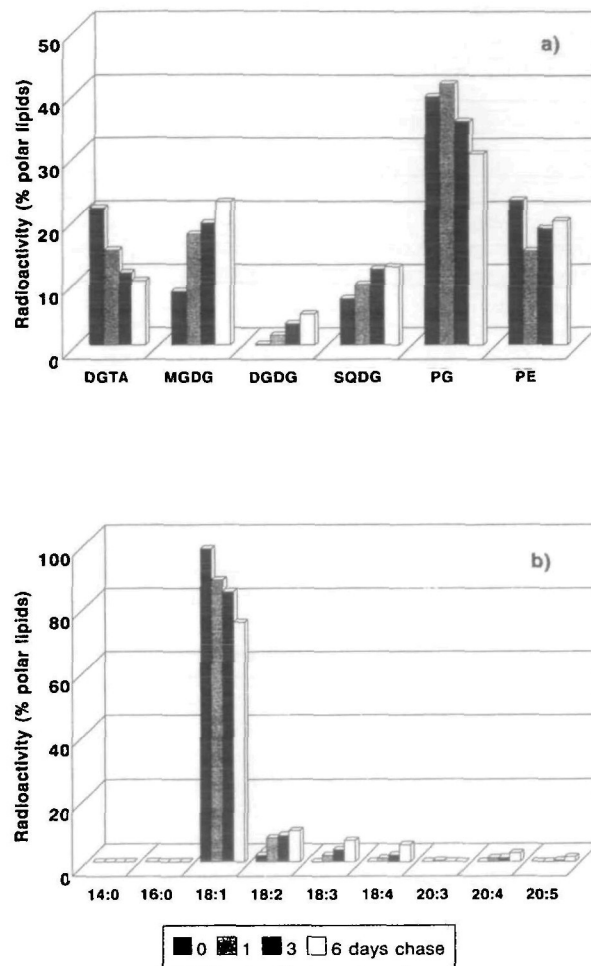 a)
Radioactivity (% polar lipids)
50
40
30
20
10
0
DGTA MGDG DGDG SQDG PG PE
b)
Radioactivity (% polar lipids)
100
80
60
40
20
0
14:0 16:0 18:1 18:2 18:3 18:4 20:3 20:4 20:5
0 1 3 6 days chase